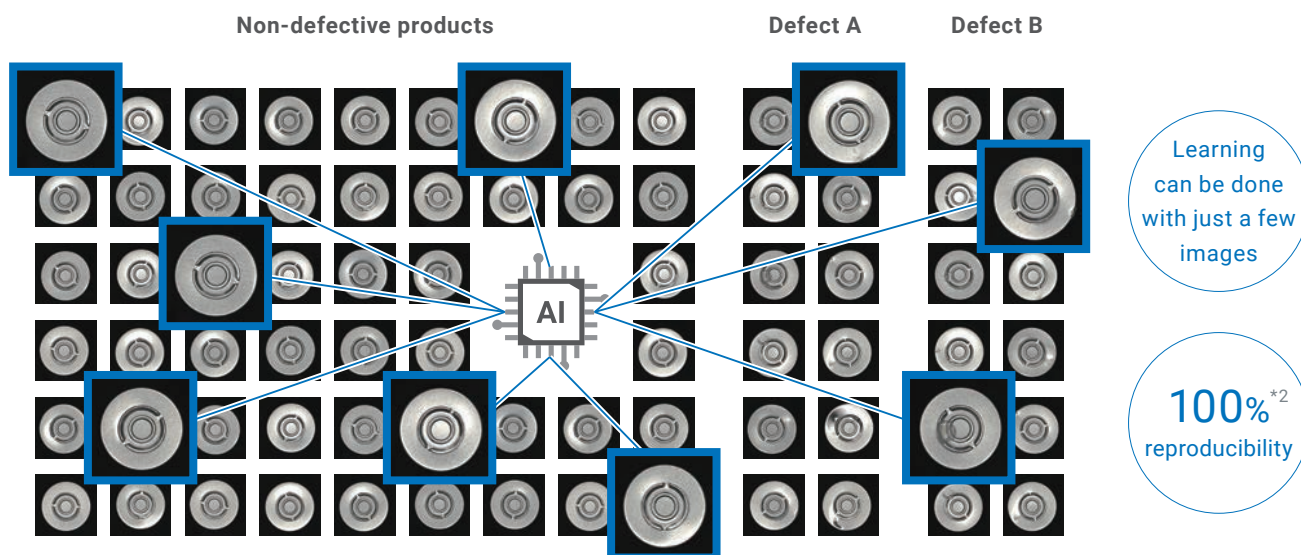 Non-defective products
Defect A
Defect B
Learning
can be done
with just a few
images
AI
100%*2
reproducibility